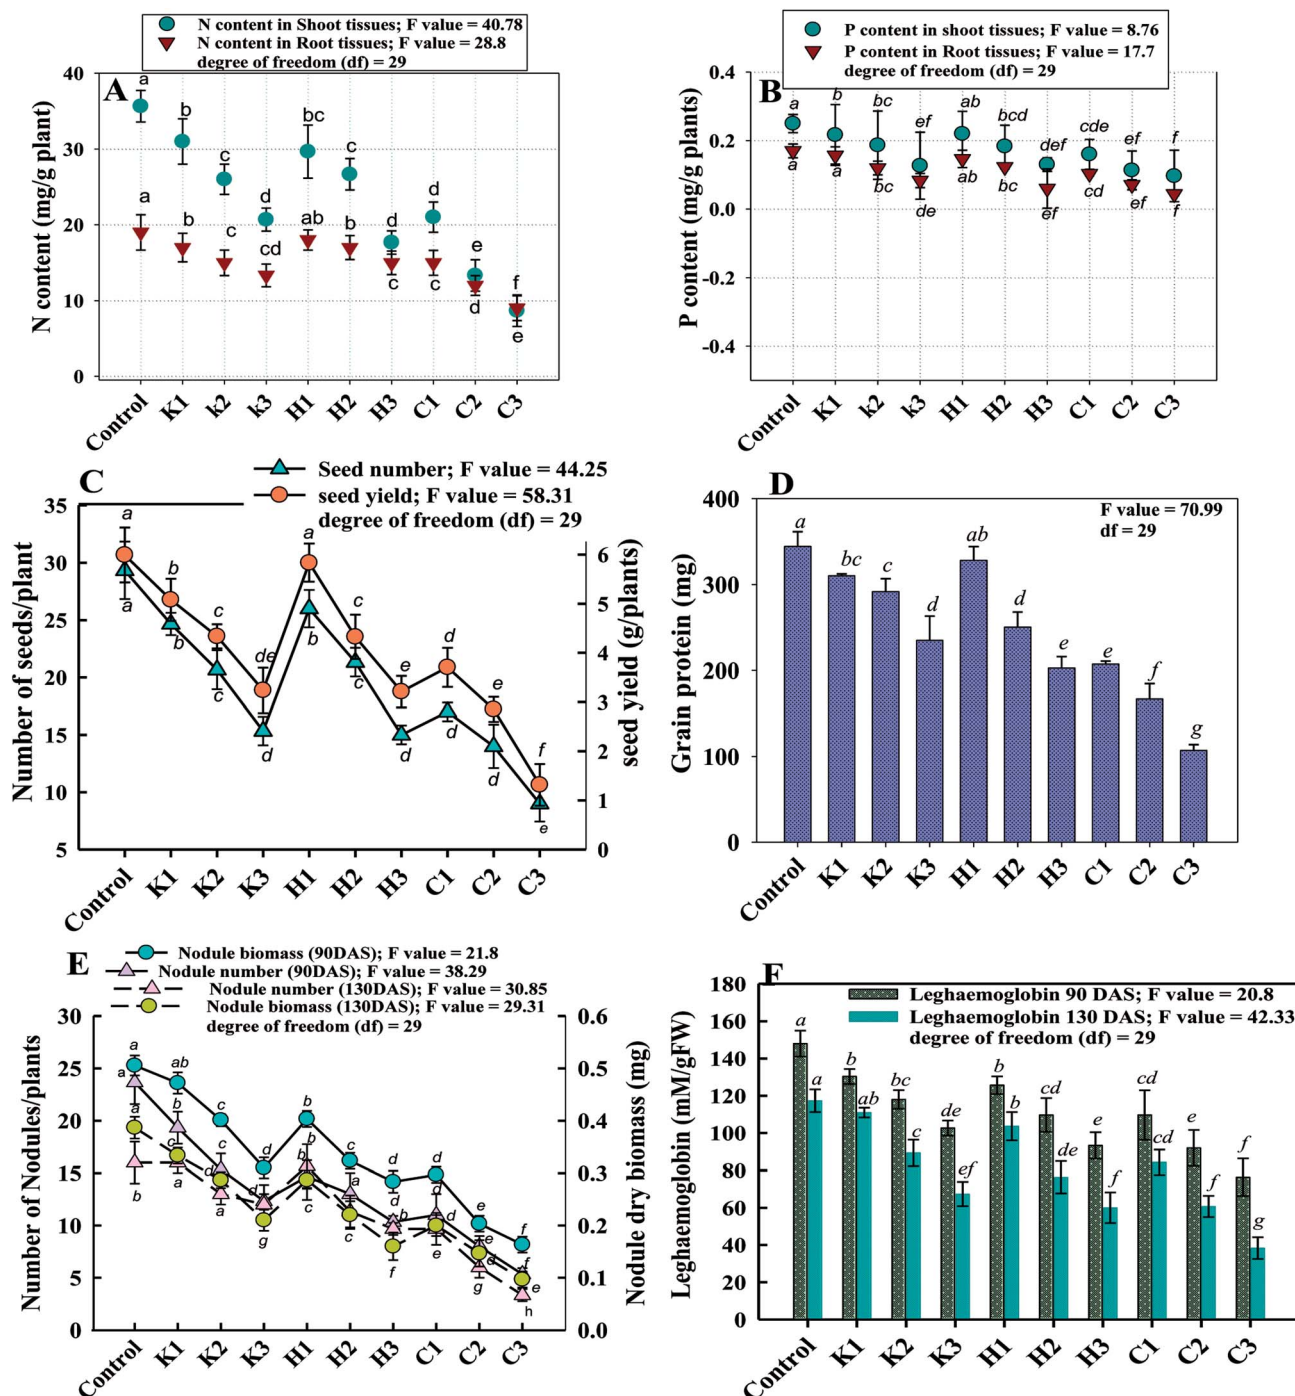 N content in Shoot tissues; F value = 40.78
N content in Root tissues; F value = 28.8
degree of freedom (df) = 29
A
N content (mg/g plant)
40
30
20
10
0
a
b
c
d
bc
c
d
d
e
f
a
b
c
cd
ab
b
c
c
d
e
Control
K1
k2
k3
H1
H2
H3
C1
C2
C3
P content in shoot tissues; F value = 8.76
P content in Root tissues; F value = 17.7
degree of freedom (df) = 29
B
P content (mg/g plants)
0.4
0.2
0.0
-0.2
-0.4
a
b
bc
ef
ab
bcd
def
cde
ef
f
a
a
bc
de
ab
bc
ef
cd
ef
f
Control
K1
k2
k3
H1
H2
H3
C1
C2
C3
C
Seed number; F value = 44.25
seed yield; F value = 58.31
degree of freedom (df) = 29
Number of seeds/plant
35
30
25
20
15
10
5
seed yield (g/plants)
6
5
4
3
2
1
0
a
b
c
de
a
c
e
d
e
f
a
b
c
d
b
c
d
d
d
e
Control
K1
K2
K3
H1
H2
H3
C1
C2
C3
D
F value = 70.99
df = 29
Grain protein (mg)
400
300
200
100
0
a
bc
c
d
ab
d
e
e
f
g
Control
K1
K2
K3
H1
H2
H3
C1
C2
C3
E
Nodule biomass (90DAS); F value = 21.8
Nodule number (90DAS); F value = 38.29
Nodule number (130DAS); F value = 30.85
Nodule biomass (130DAS); F value = 29.31
degree of freedom (df) = 29
Number of Nodules/plants
30
25
20
15
10
5
0
Nodule dry biomass (mg)
0.6
0.5
0.4
0.3
0.2
0.1
0.0
a
ab
c
d
b
c
d
d
e
f
a
b
c
a
c
d
d
b
b
a
d
b
d
d
e
d
f
e
b
a
a
g
c
c
f
e
g
h
Control
K1
K2
K3
H1
H2
H3
C1
C2
C3
F
Leghaemoglobin 90 DAS; F value = 20.8
Leghaemoglobin 130 DAS; F value = 42.33
degree of freedom (df) = 29
Leghaemoglobin (mM/gFW)
180
160
140
120
100
80
60
40
20
0
a
b
bc
de
b
cd
e
cd
e
f
a
ab
c
ef
b
de
f
cd
f
g
Control
K1
K2
K3
H1
H2
H3
C1
C2
C3